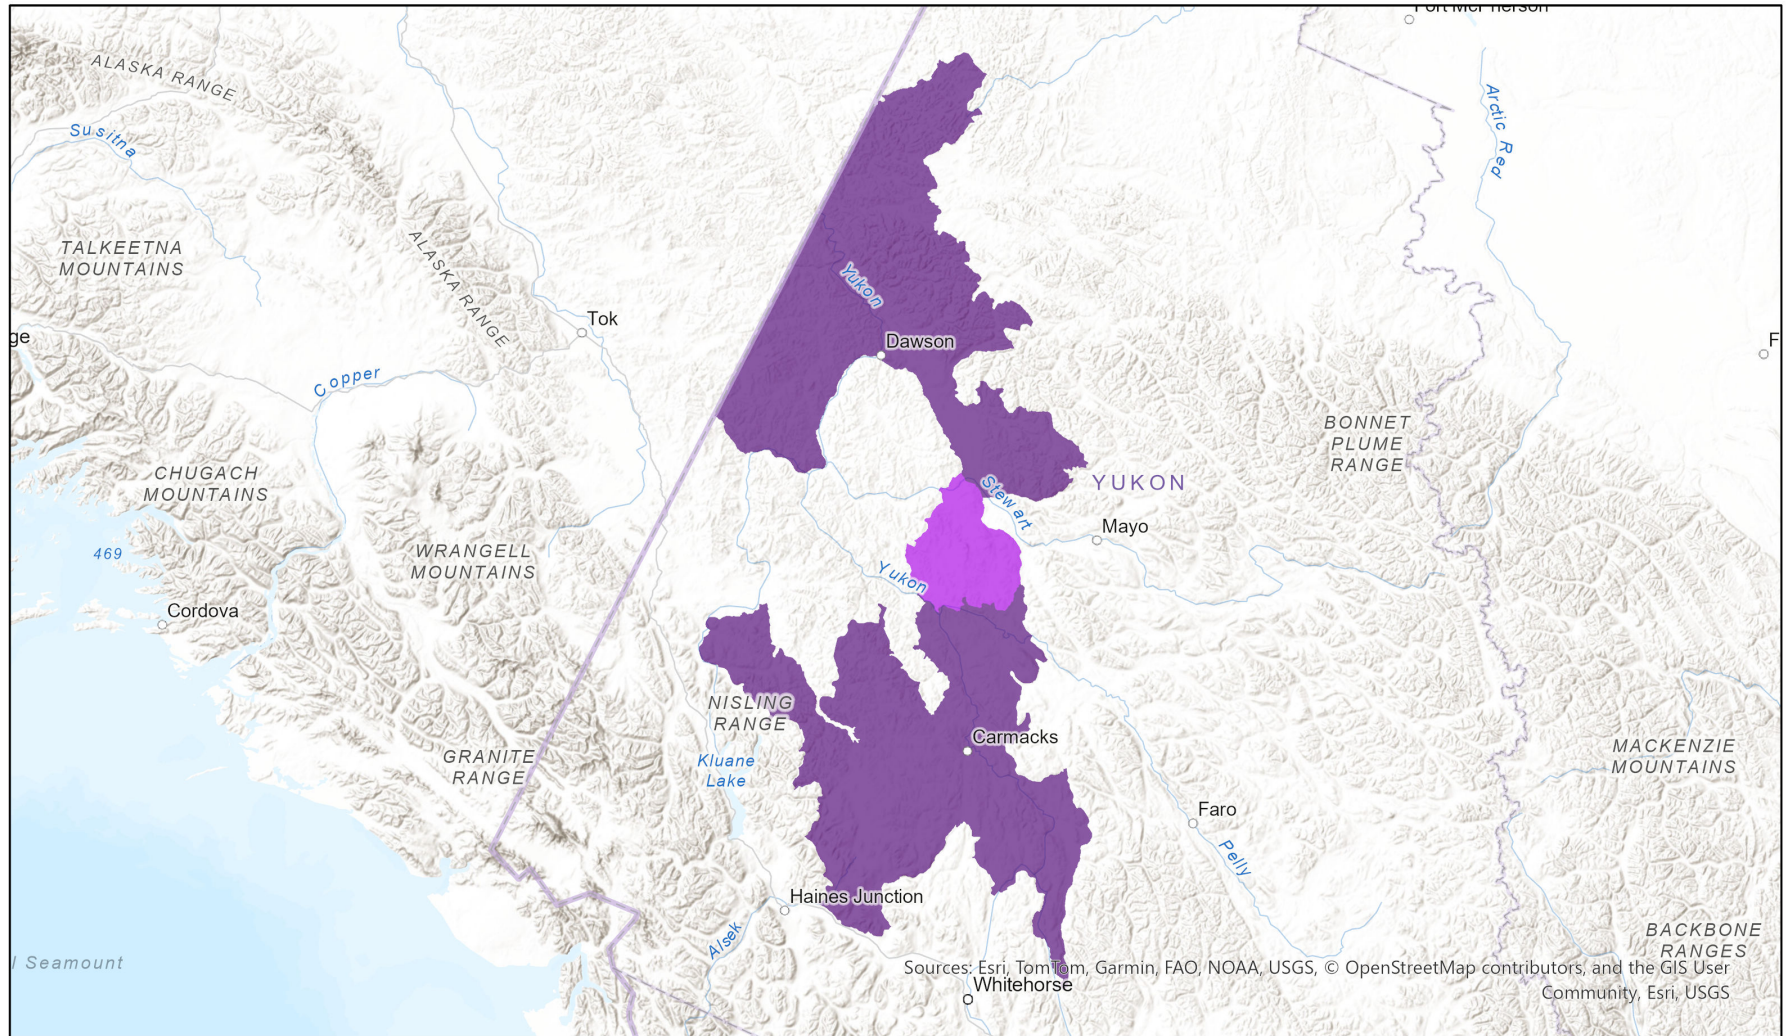 Fort McPherson
ALASKA RANGE
Susitna
Arctic Red
TALKEETNA
MOUNTAINS
ALASKA RANGE
Yukon
Tok
ge
Dawson
F
Copper
BONNET
PLUME
RANGE
CHUGACH
MOUNTAINS
YUKON
Stewart
Mayo
469
WRANGELL
MOUNTAINS
Yukon
Cordova
NISLING
RANGE
Carmacks
GRANITE
RANGE
Kluane
Lake
MACKENZIE
MOUNTAINS
Faro
Pelly
Haines Junction
Alsek
BACKBONE
RANGES
l Seamount
Sources: Esri, TomTom, Garmin, FAO, NOAA, USGS, © OpenStreetMap contributors, and the GIS User
Community, Esri, USGS
Whitehorse